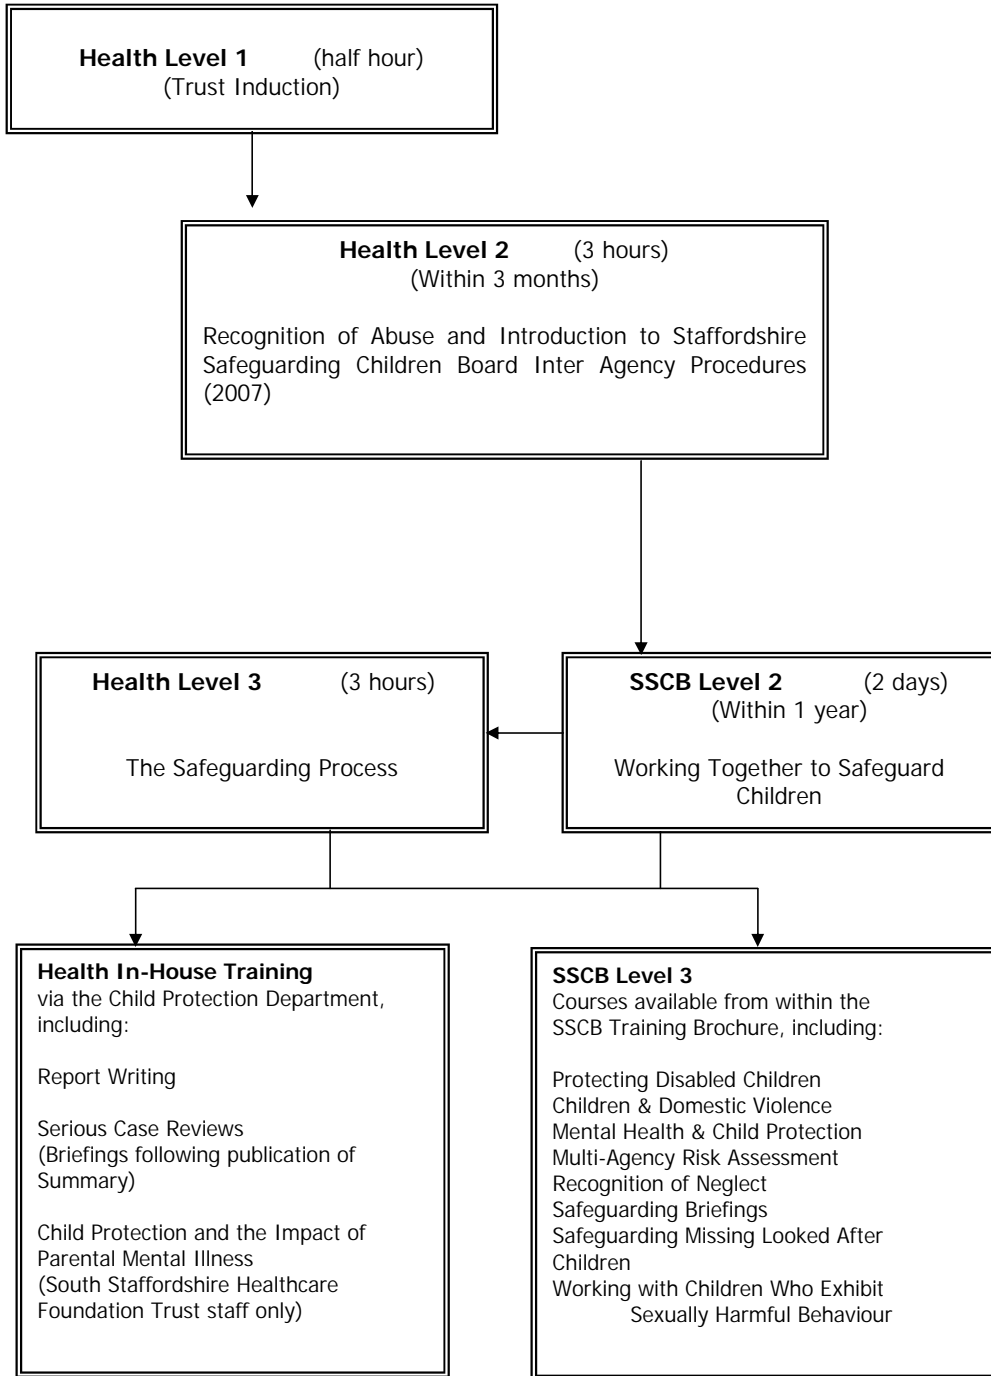 Health Level 1 (half hour)
(Trust Induction)
Health Level 2 (3 hours)
(Within 3 months)
Recognition of Abuse and Introduction to Staffordshire
Safeguarding Children Board Inter Agency Procedures
(2007)
Health Level 3 (3 hours)
The Safeguarding Process
SSCB Level 2 (2 days)
(Within 1 year)
Working Together to Safeguard
Children
Health In-House Training
via the Child Protection Department,
including:
Report Writing
Serious Case Reviews
(Briefings following publication of
Summary)
Child Protection and the Impact of
Parental Mental Illness
(South Staffordshire Healthcare
Foundation Trust staff only)
SSCB Level 3
Courses available from within the
SSCB Training Brochure, including:
Protecting Disabled Children
Children & Domestic Violence
Mental Health & Child Protection
Multi-Agency Risk Assessment
Recognition of Neglect
Safeguarding Briefings
Safeguarding Missing Looked After
Children
Working with Children Who Exhibit
Sexually Harmful Behaviour